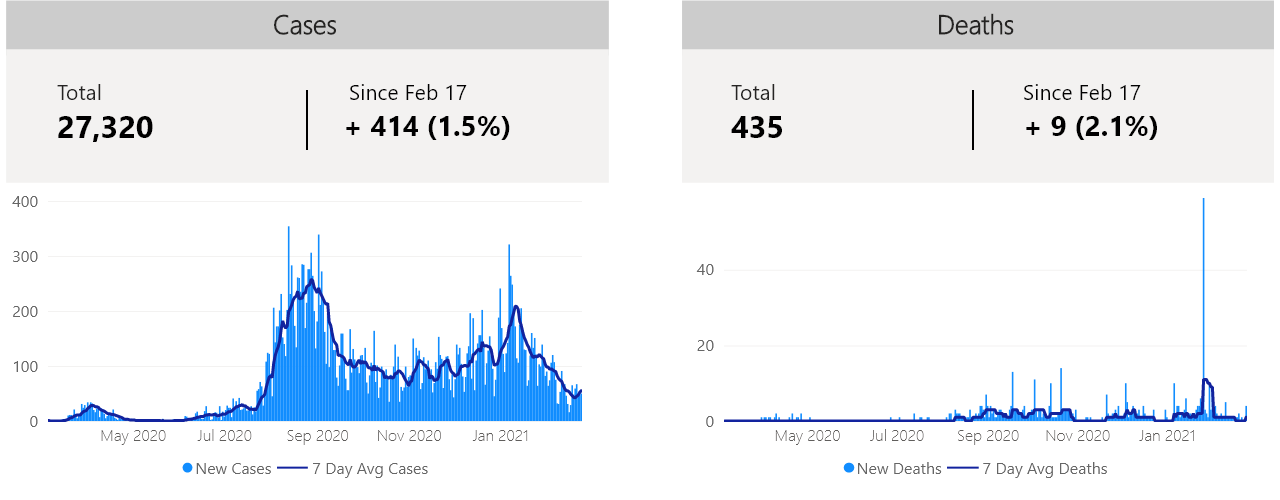 Cases
Total
27,320
Since Feb 17
+ 414 (1.5%)
400
300
200
100
0
May 2020 Jul 2020 Sep 2020 Nov 2020 Jan 2021
New Cases 7 Day Avg Cases
Deaths
Total
435
Since Feb 17
+ 9 (2.1%)
40
20
0
May 2020 Jul 2020 Sep 2020 Nov 2020 Jan 2021
New Deaths 7 Day Avg Deaths